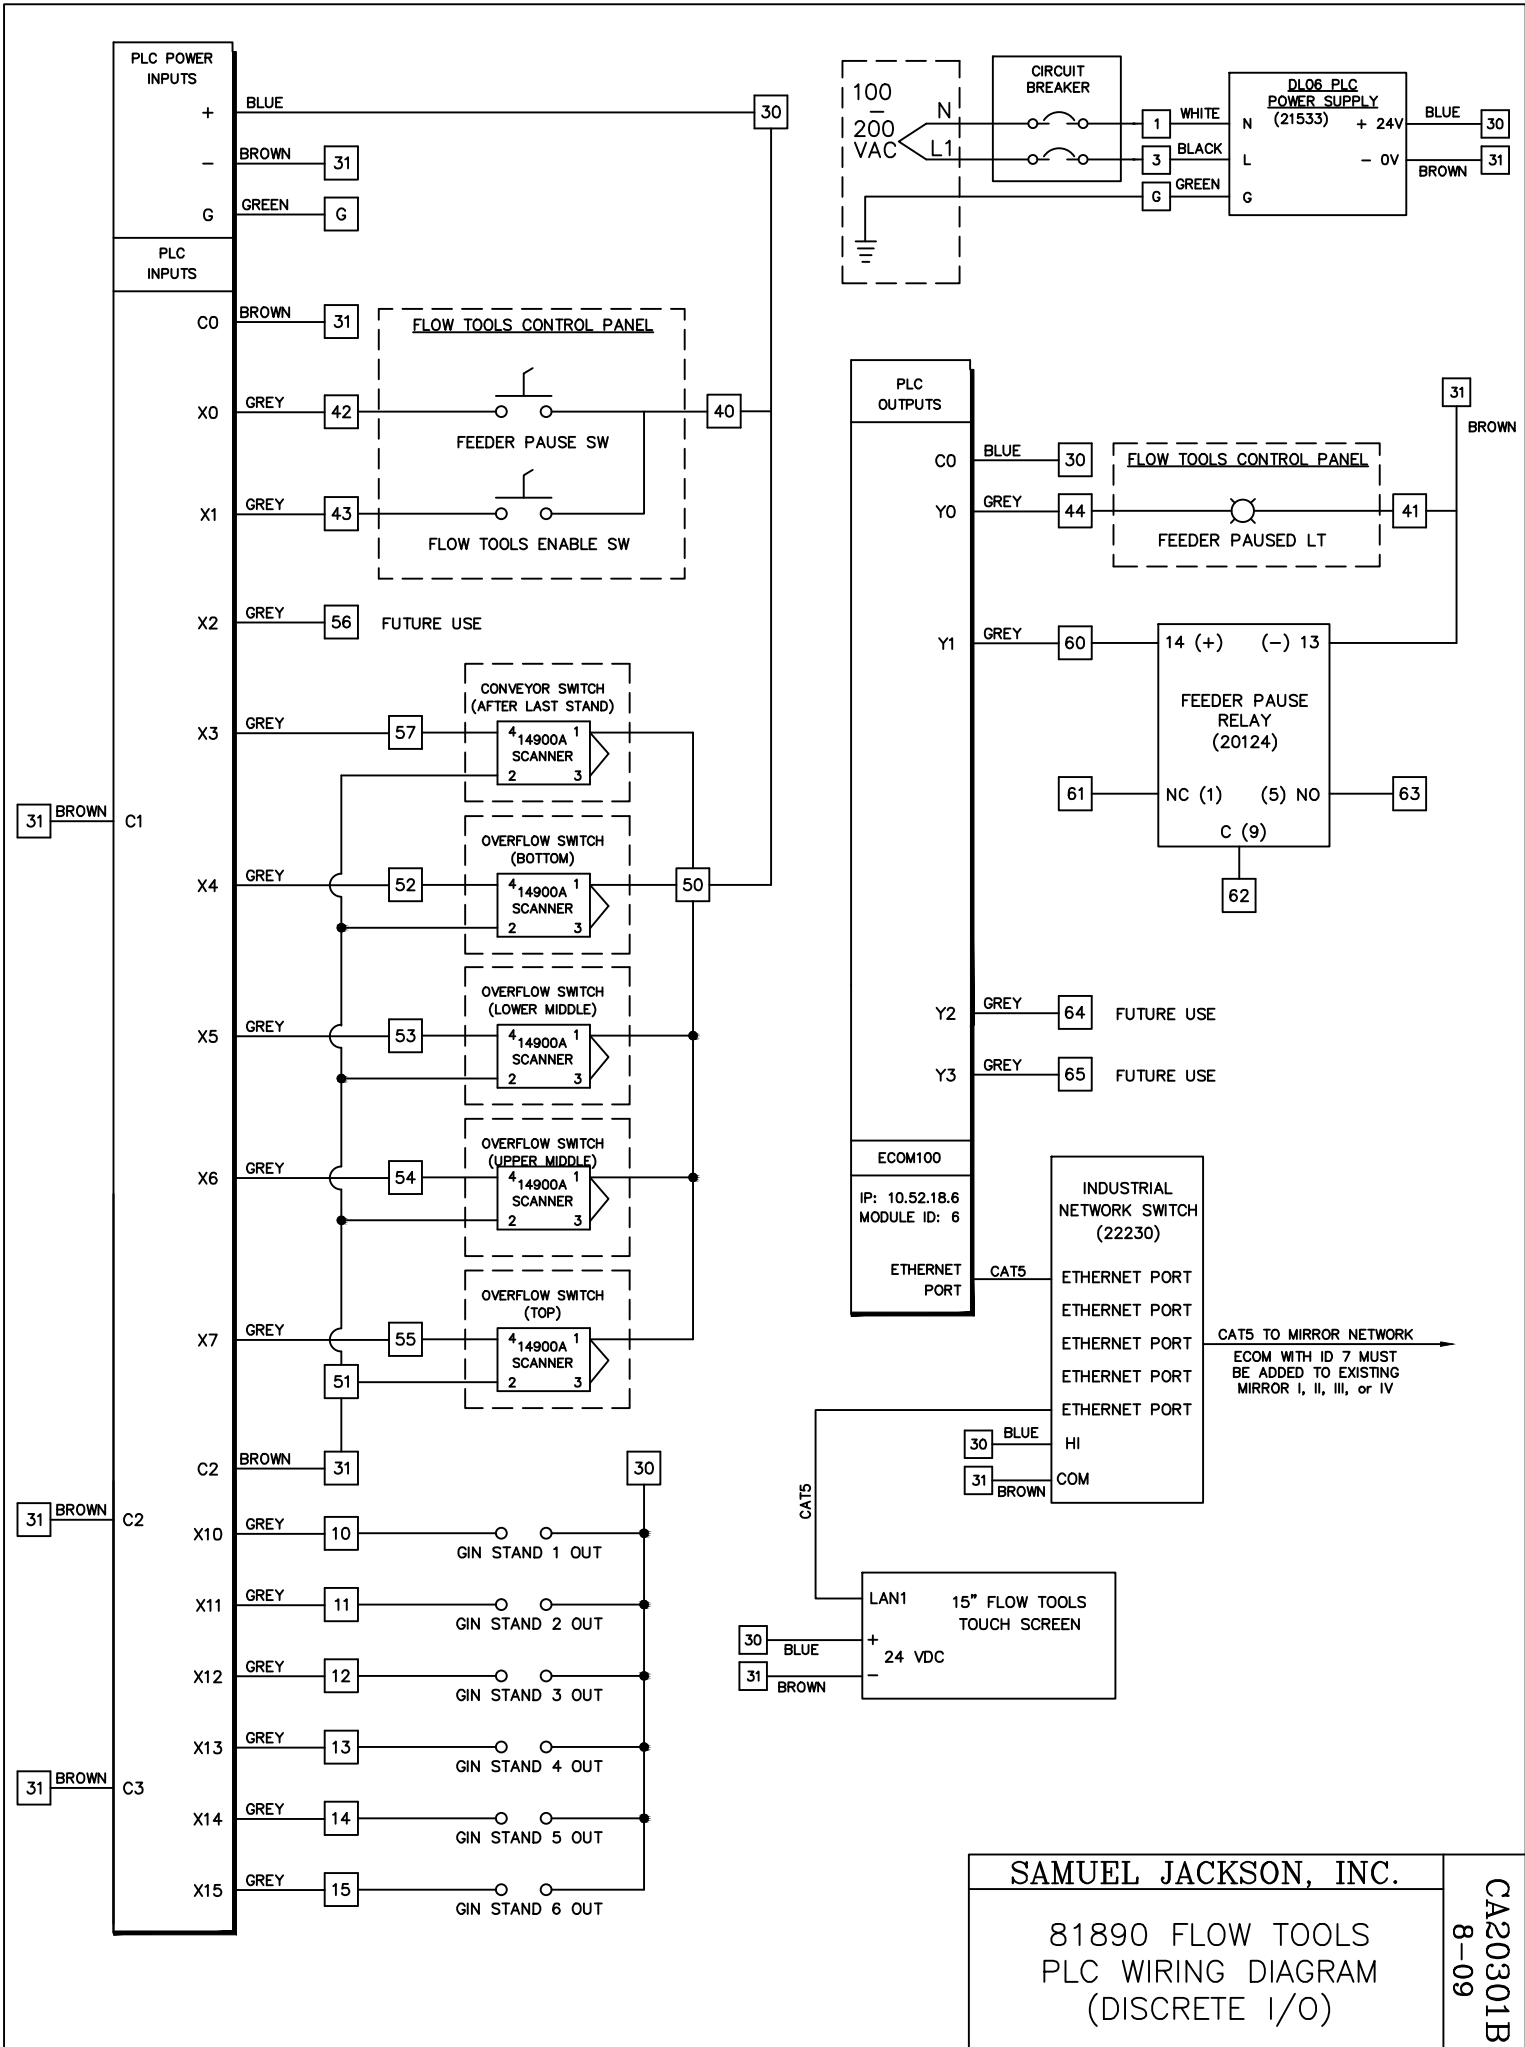 PLC POWER
INPUTS
+ BLUE 30
− BROWN 31
G GREEN G
PLC
INPUTS
C0 BROWN 31
FLOW TOOLS CONTROL PANEL
X0 GREY 42 40
FEEDER PAUSE SW
X1 GREY 43
FLOW TOOLS ENABLE SW
X2 GREY 56 FUTURE USE
CONVEYOR SWITCH
(AFTER LAST STAND)
X3 GREY 57 4 14900A 1
SCANNER
2 3
31 BROWN C1
OVERFLOW SWITCH
(BOTTOM)
X4 GREY 52 4 14900A 1 50
SCANNER
2 3
OVERFLOW SWITCH
(LOWER MIDDLE)
X5 GREY 53 4 14900A 1
SCANNER
2 3
OVERFLOW SWITCH
(UPPER MIDDLE)
X6 GREY 54 4 14900A 1
SCANNER
2 3
OVERFLOW SWITCH
(TOP)
X7 GREY 55 4 14900A 1
SCANNER
51 2 3
C2 BROWN 31 30
31 BROWN C2
X10 GREY 10
GIN STAND 1 OUT
X11 GREY 11
GIN STAND 2 OUT
X12 GREY 12
GIN STAND 3 OUT
X13 GREY 13
GIN STAND 4 OUT
31 BROWN C3
X14 GREY 14
GIN STAND 5 OUT
X15 GREY 15
GIN STAND 6 OUT
100
–
200
VAC
N
L1
CIRCUIT
BREAKER
1 WHITE
3 BLACK
G GREEN
DL06 PLC
POWER SUPPLY
(21533)
N + 24V BLUE 30
L − 0V BROWN 31
G
PLC
OUTPUTS
31
BROWN
C0 BLUE 30
FLOW TOOLS CONTROL PANEL
Y0 GREY 44 41
FEEDER PAUSED LT
Y1 GREY 60 14 (+) (−) 13
FEEDER PAUSE
RELAY
(20124)
61 NC (1) (5) NO 63
C (9)
62
Y2 GREY 64 FUTURE USE
Y3 GREY 65 FUTURE USE
ECOM100
IP: 10.52.18.6
MODULE ID: 6
ETHERNET
PORT
CAT5
INDUSTRIAL
NETWORK SWITCH
(22230)
ETHERNET PORT
ETHERNET PORT
ETHERNET PORT
ETHERNET PORT
ETHERNET PORT
30 BLUE HI
31 BROWN COM
CAT5 TO MIRROR NETWORK
ECOM WITH ID 7 MUST
BE ADDED TO EXISTING
MIRROR I, II, III, or IV
CAT5
LAN1
15” FLOW TOOLS
TOUCH SCREEN
30 BLUE +
24 VDC
31 BROWN −
SAMUEL JACKSON, INC.
81890 FLOW TOOLS
PLC WIRING DIAGRAM
(DISCRETE I/O)
CA20301B
8−09